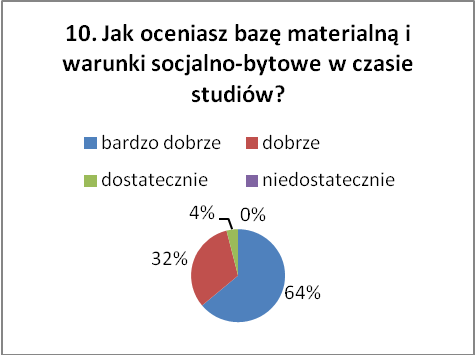 10. Jak oceniasz bazę materialną i
warunki socjalno-bytowe w czasie
studiów?
bardzo dobrze
dobrze
dostatecznie
niedostatecznie
4%
0%
32%
64%